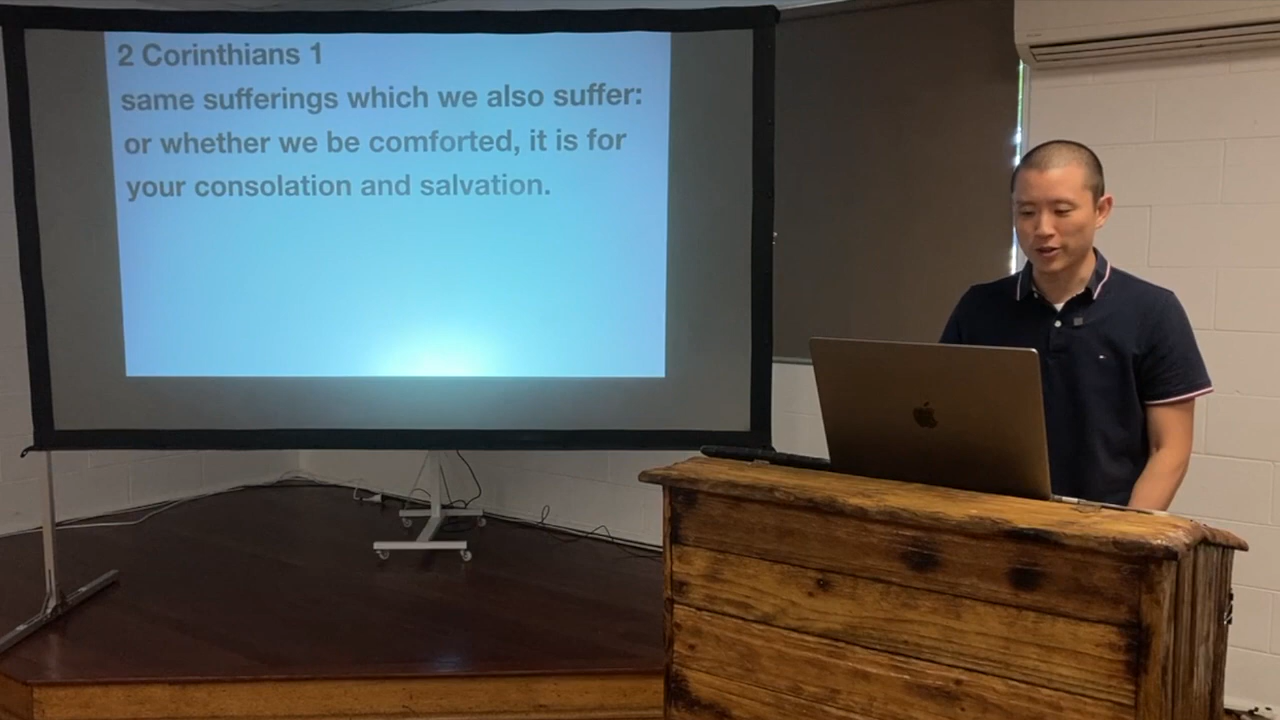 2 Corinthians 1
same sufferings which we also suffer:
or whether we be comforted, it is for
your consolation and salvation.